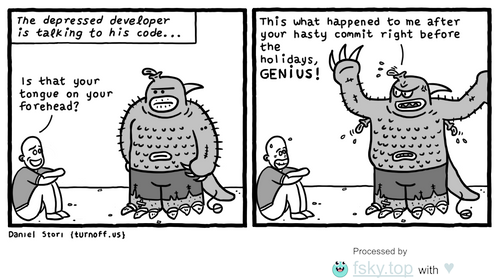 The depressed developer
is talking to his code...
Is that your
tongue on your
forehead?
This what happened to me after
your hasty commit right before
the
holidays,
GENIUS!
Daniel Stori {turnoff.us}
Processed by
fsky.top with